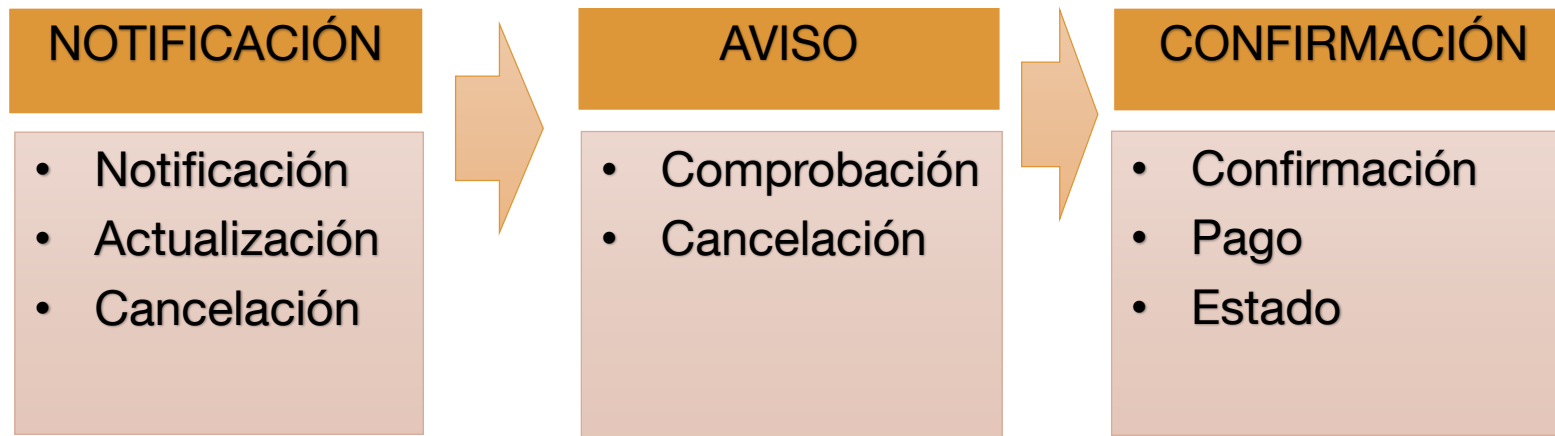 NOTIFICACIÓN
• Notificación
• Actualización
• Cancelación
AVISO
• Comprobación
• Cancelación
CONFIRMACIÓN
• Confirmación
• Pago
• Estado